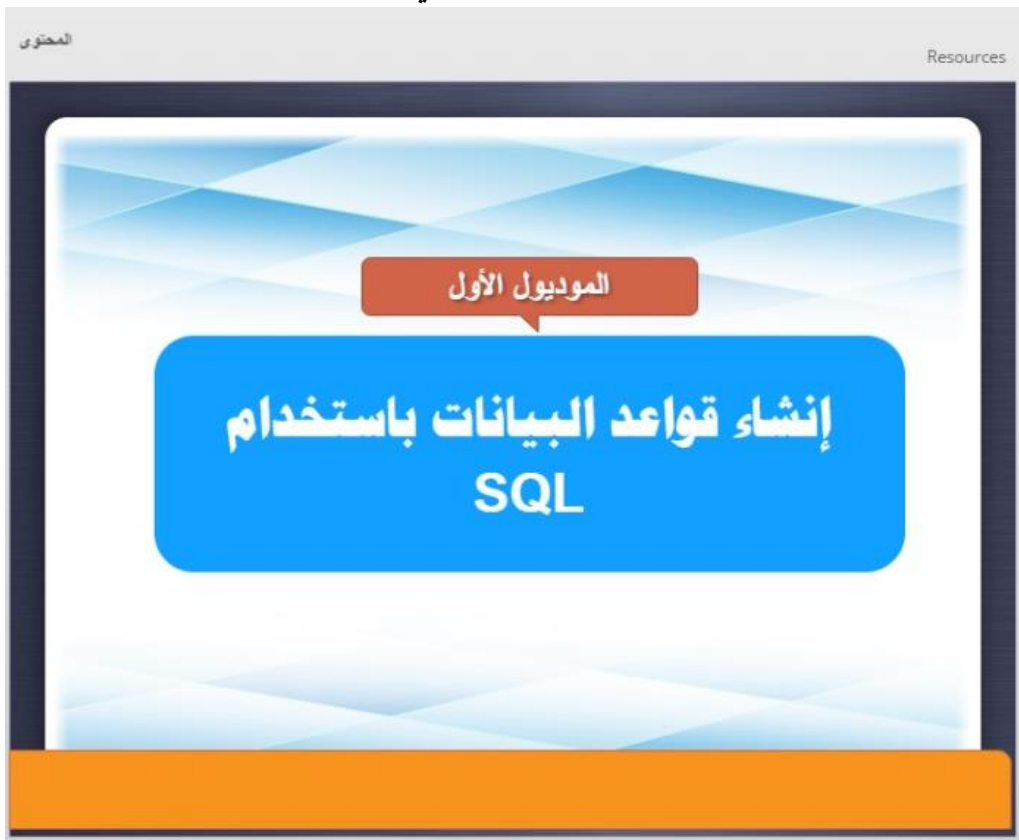 المحتوى
Resources
الموديول الأول
إنشاء قواعد البيانات باستخدام
SQL